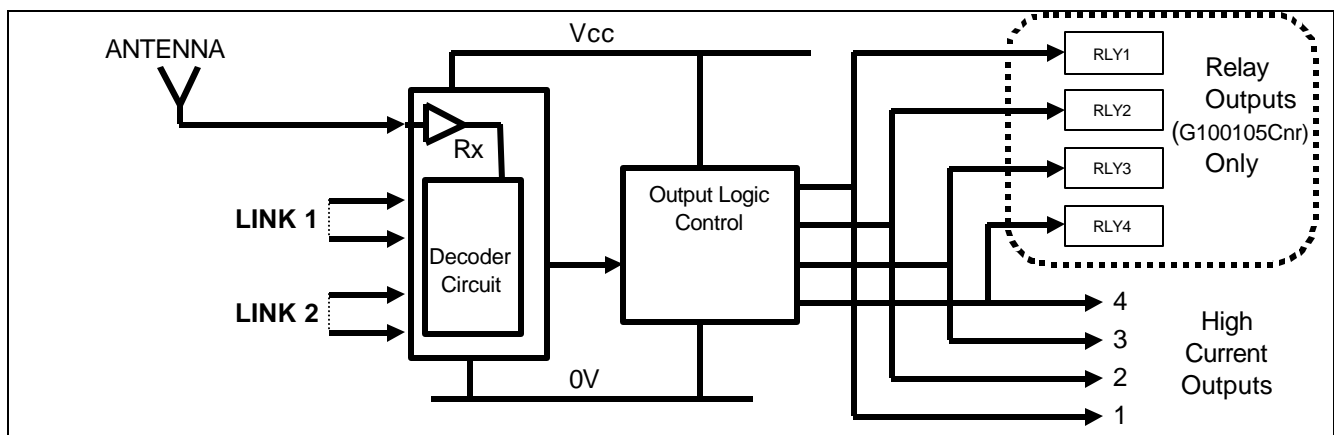 ANTENNA
Vcc
Rx
LINK 1
LINK 2
Decoder
Circuit
0V
Output Logic
Control
RLY1
RLY2
RLY3
RLY4
Relay
Outputs
(G100105Cnr)
Only
4
3
2
1
High
Current
Outputs